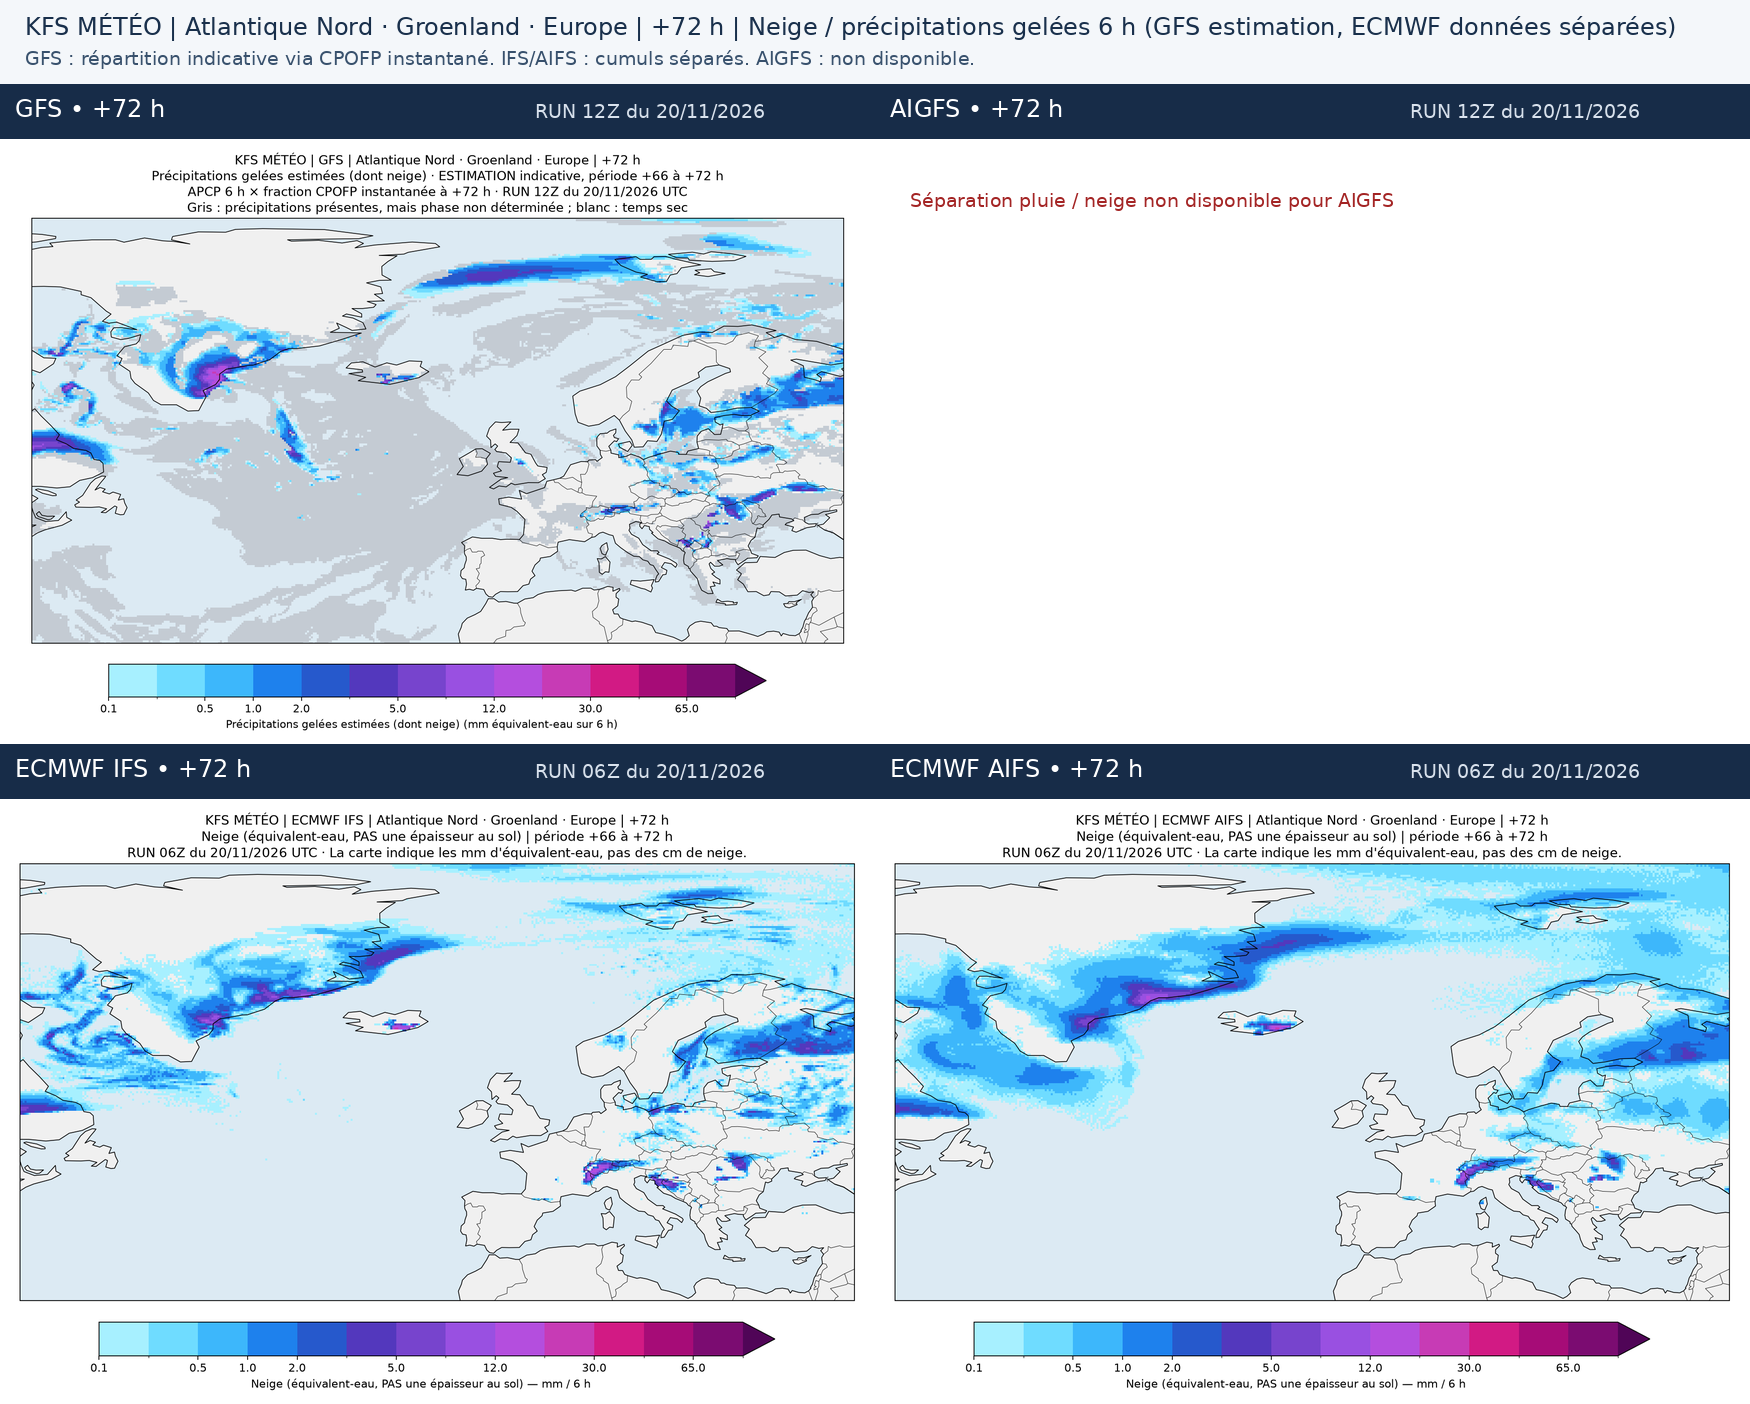 KFS MÉTÉO | Atlantique Nord · Groenland · Europe | +72 h | Neige / précipitations gelées 6 h (GFS estimation, ECMWF données séparées)
GFS : répartition indicative via CPOFP instantané. IFS/AIFS : cumuls séparés. AIGFS : non disponible.
GFS • +72 h
RUN 12Z du 20/11/2026
AIGFS • +72 h
RUN 12Z du 20/11/2026
KFS MÉTÉO | GFS | Atlantique Nord · Groenland · Europe | +72 h
Précipitations gelées estimées (dont neige) · ESTIMATION indicative, période +66 à +72 h
APCP 6 h × fraction CPOFP instantanée à +72 h · RUN 12Z du 20/11/2026 UTC
Gris : précipitations présentes, mais phase non déterminée ; blanc : temps sec
Séparation pluie / neige non disponible pour AIGFS
0.1 0.5 1.0 2.0 5.0 12.0 30.0 65.0
Précipitations gelées estimées (dont neige) (mm équivalent-eau sur 6 h)
ECMWF IFS • +72 h
RUN 06Z du 20/11/2026
ECMWF AIFS • +72 h
RUN 06Z du 20/11/2026
KFS MÉTÉO | ECMWF IFS | Atlantique Nord · Groenland · Europe | +72 h
Neige (équivalent-eau, PAS une épaisseur au sol) | période +66 à +72 h
RUN 06Z du 20/11/2026 UTC · La carte indique les mm d'équivalent-eau, pas des cm de neige.
KFS MÉTÉO | ECMWF AIFS | Atlantique Nord · Groenland · Europe | +72 h
Neige (équivalent-eau, PAS une épaisseur au sol) | période +66 à +72 h
RUN 06Z du 20/11/2026 UTC · La carte indique les mm d'équivalent-eau, pas des cm de neige.
0.1 0.5 1.0 2.0 5.0 12.0 30.0 65.0
Neige (équivalent-eau, PAS une épaisseur au sol) — mm / 6 h
0.1 0.5 1.0 2.0 5.0 12.0 30.0 65.0
Neige (équivalent-eau, PAS une épaisseur au sol) — mm / 6 h